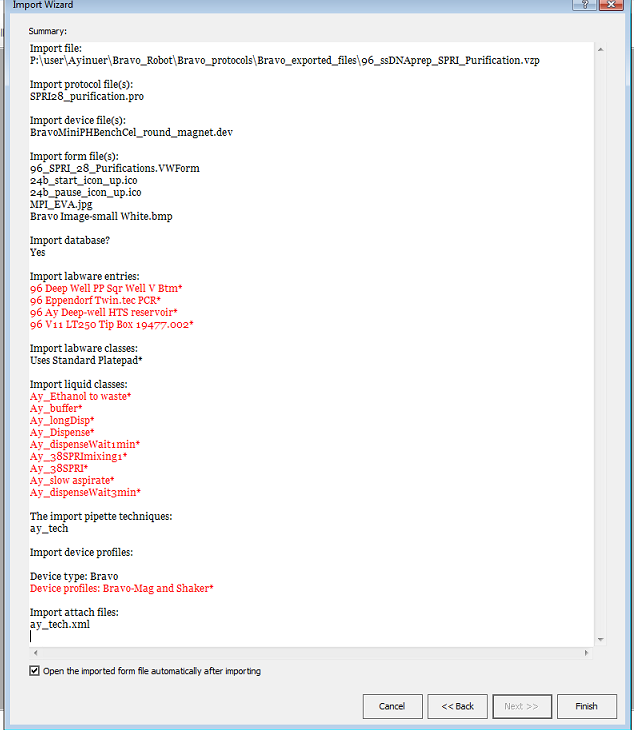 Import Wizard
?
Summary:
Import file:
P:\user\Ayinuer\Bravo_Robot\Bravo_protocols\Bravo_exported_files\96_ssDNAprep_SPRI_Purification.vzp
Import protocol file(s):
SPRI28_purification.pro
Import device file(s):
BravoMiniPHBenchCel_round_magnet.dev
Import form file(s):
96_SPRI_28_Purifications.VWForm
24b_start_icon_up.ico
24b_pause_icon_up.ico
MPI_EVA.jpg
Bravo Image-small White.bmp
Import database?
Yes
Import labware entries:
96 Deep Well PP Sqr Well V Btm*
96 Eppendorf Twin.tec PCR*
96 Ay Deep-well HTS reservoir*
96 V11 LT250 Tip Box 19477.002*
Import labware classes:
Uses Standard Platepad*
Import liquid classes:
Ay_Ethanol to waste*
Ay_buffer*
Ay_longDisp*
Ay_Dispense*
Ay_dispenseWait1min*
Ay_38SPRImixing1*
Ay_38SPRI*
Ay_slow aspirate*
Ay_dispenseWait3min*
The import pipette techniques:
ay_tech
Import device profiles:
Device type: Bravo
Device profiles: Bravo-Mag and Shaker*
Import attach files:
ay_tech.xml
Open the imported form file automatically after importing
Cancel
<< Back
Next >>
Finish